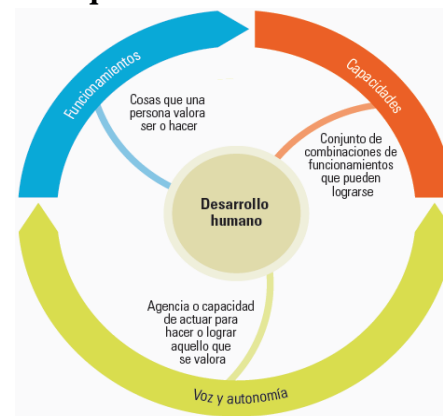 Funcionamientos
Capacidades
Cosas que una
persona valora
ser o hacer
Conjunto de
combinaciones de
funcionamientos
que pueden
lograrse
Desarrollo
humano
Agencia o capacidad
de actuar para
hacer o lograr
aquello que
se valora
Voz y autonomía